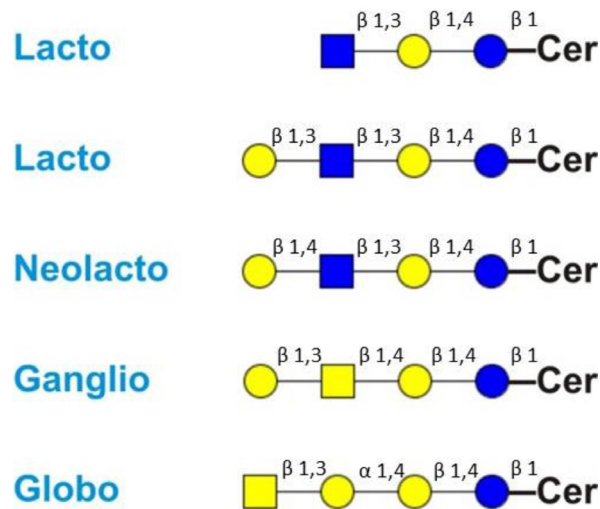 β 1,3 β 1,4 β 1
Lacto Cer
β 1,3 β 1,3 β 1,4 β 1
Lacto Cer
β 1,4 β 1,3 β 1,4 β 1
Neolacto Cer
β 1,3 β 1,4 β 1,4 β 1
Ganglio Cer
β 1,3 α 1,4 β 1,4 β 1
Globo Cer